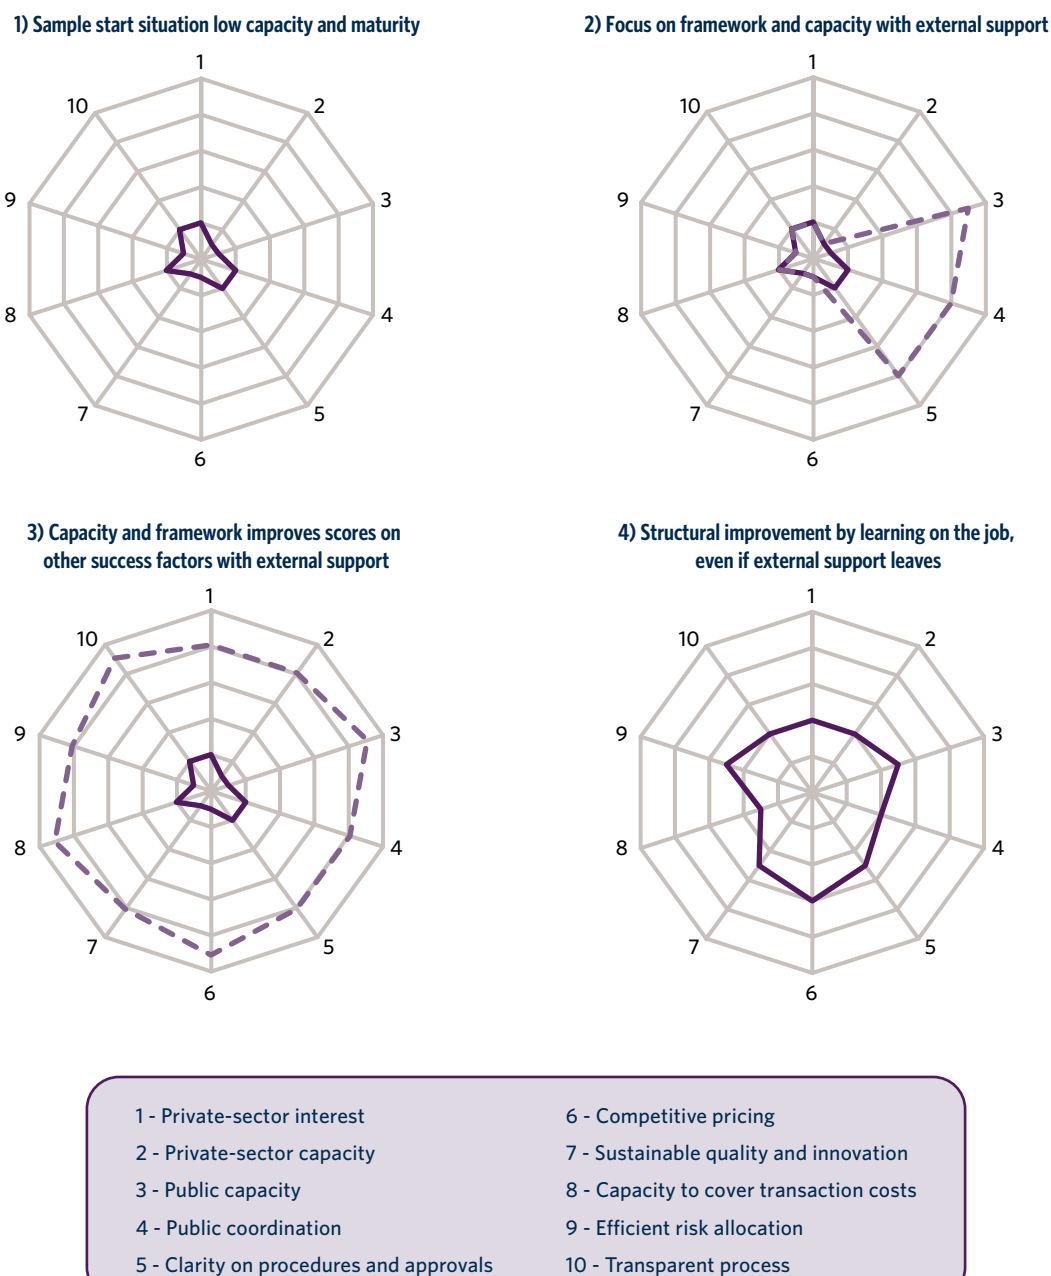 1) Sample start situation low capacity and maturity
1
2
3
4
5
6
7
8
9
10
2) Focus on framework and capacity with external support
1
2
3
4
5
6
7
8
9
10
3) Capacity and framework improves scores on
other success factors with external support
1
2
3
4
5
6
7
8
9
10
4) Structural improvement by learning on the job,
even if external support leaves
1
2
3
4
5
6
7
8
9
10
1 - Private-sector interest
2 - Private-sector capacity
3 - Public capacity
4 - Public coordination
5 - Clarity on procedures and approvals
6 - Competitive pricing
7 - Sustainable quality and innovation
8 - Capacity to cover transaction costs
9 - Efficient risk allocation
10 - Transparent process